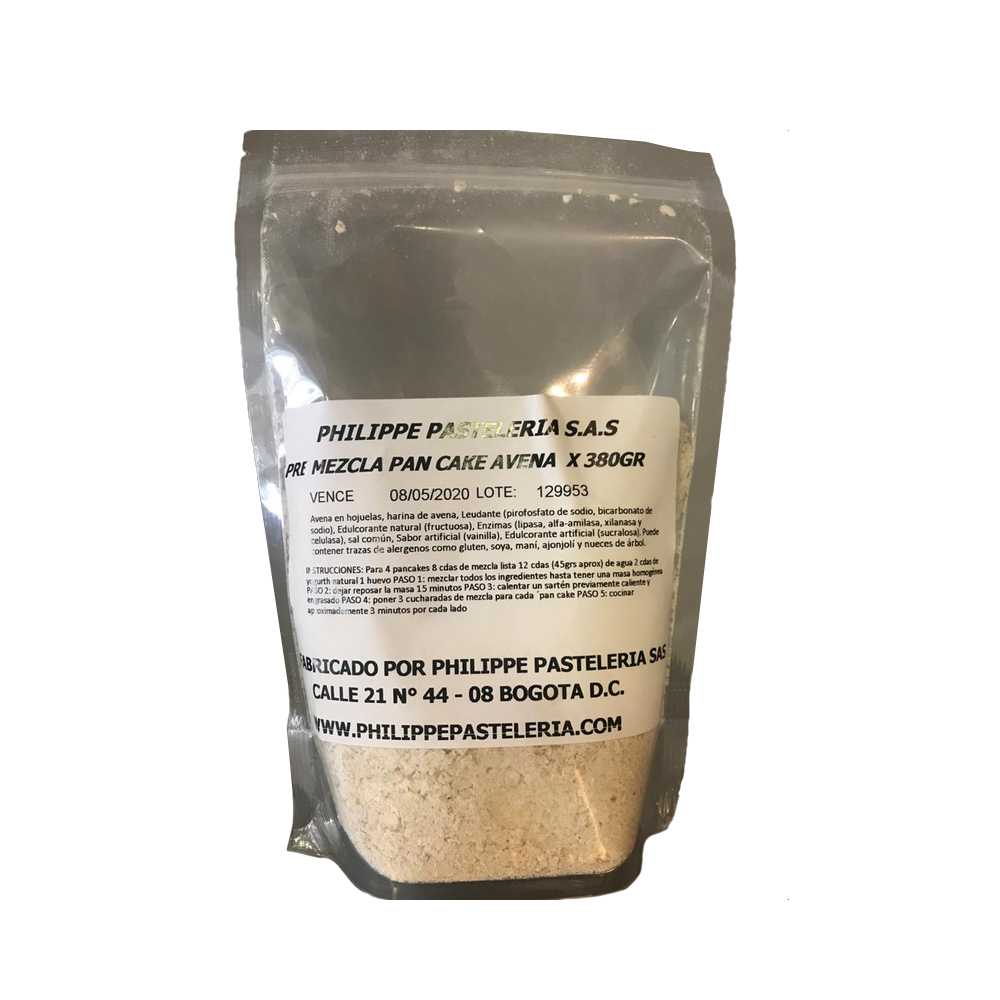 PHILIPPE PASTELERIA S.A.S
PRE MEZCLA PAN CAKE AVENA X 380GR
VENCE 08/05/2020 LOTE: 129953
Avena en hojuelas, harina de avena, Leudante (pirofosfato de sodio, bicarbonato de
sodio), Edulcorante natural (fructuosa), Enzimas (lipasa, alfa-amilasa, xilanasa y
celulasa), sal común, Sabor artificial (vainilla), Edulcorante artificial (sucralosa). Puede
contener trazas de alergenos como gluten, soya, maní, ajonjolí y nueces de árbol.
INSTRUCCIONES: Para 4 pancakes 8 cdas de mezcla lista 12 cdas (45grs aprox) de agua 2 cdas de
yogurth natural 1 huevo PASO 1: mezclar todos los ingredientes hasta tener una masa homogénea
PASO 2: dejar reposar la masa 15 minutos PASO 3: calentar un sartén previamente caliente y
engrasado PASO 4: poner 3 cucharadas de mezcla para cada ´pan cake PASO 5: cocinar
aproximadamente 3 minutos por cada lado
FABRICADO POR PHILIPPE PASTELERIA SAS
CALLE 21 Nº 44 - 08 BOGOTA D.C.
WWW.PHILIPPEPASTELERIA.COM